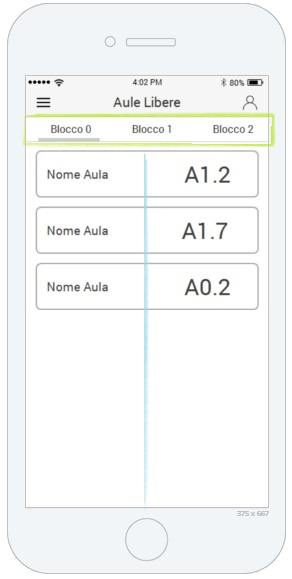 4:02 PM 80%
Aule Libere
Blocco 0 Blocco 1 Blocco 2
Nome Aula A1.2
Nome Aula A1.7
Nome Aula A0.2
375 x 667